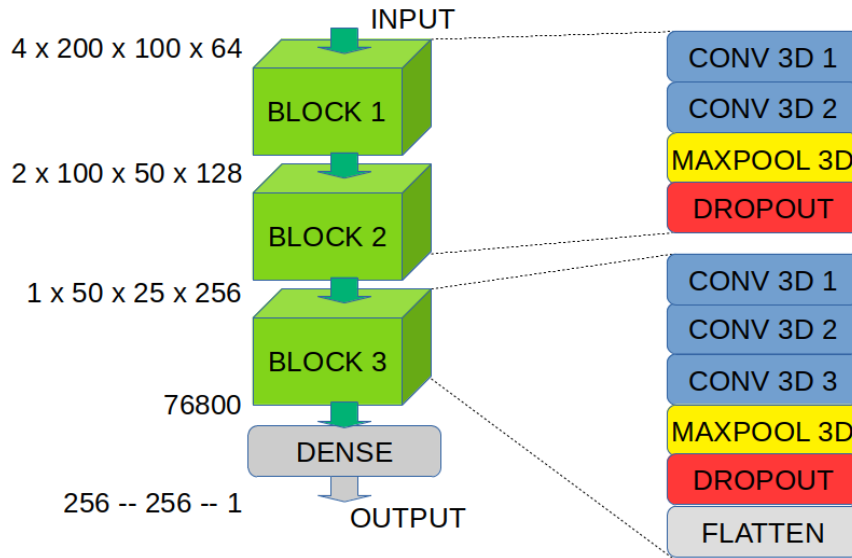 INPUT
4 x 200 x 100 x 64
BLOCK 1
2 x 100 x 50 x 128
BLOCK 2
1 x 50 x 25 x 256
BLOCK 3
76800
DENSE
256 -- 256 -- 1
OUTPUT
CONV 3D 1
CONV 3D 2
MAXPOOL 3D
DROPOUT
CONV 3D 1
CONV 3D 2
CONV 3D 3
MAXPOOL 3D
DROPOUT
FLATTEN